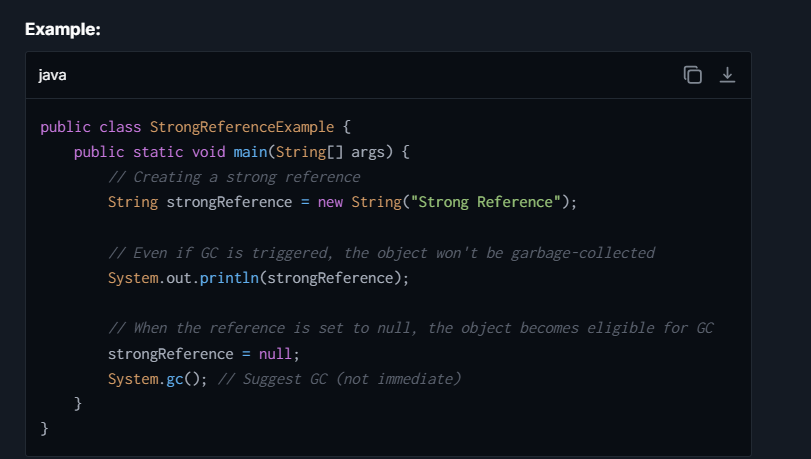 Example:
java
public class StrongReferenceExample {
    public static void main(String[] args) {
        // Creating a strong reference
        String strongReference = new String("Strong Reference");

        // Even if GC is triggered, the object won't be garbage-collected
        System.out.println(strongReference);

        // When the reference is set to null, the object becomes eligible for GC
        strongReference = null;
        System.gc(); // Suggest GC (not immediate)
    }
}